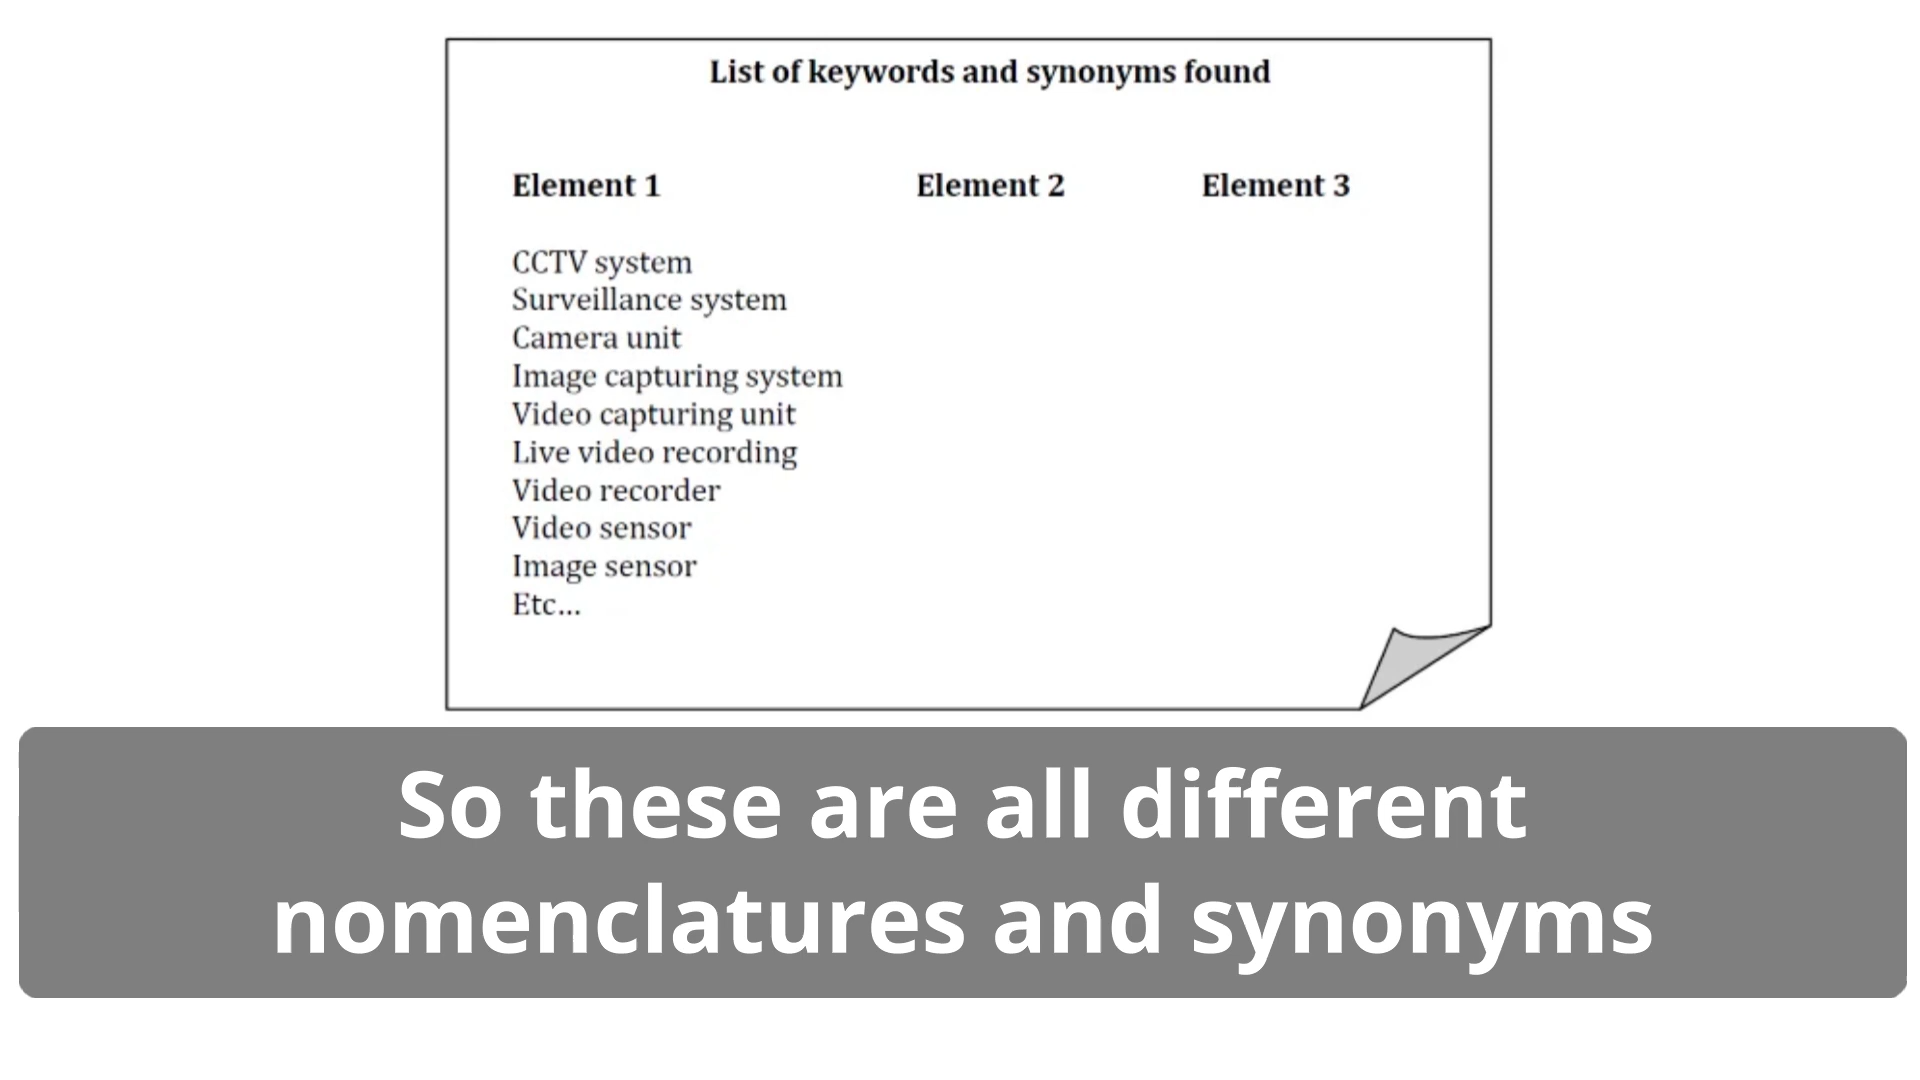 List of keywords and synonyms found
Element 1 Element 2 Element 3
CCTV system
Surveillance system
Camera unit
Image capturing system
Video capturing unit
Live video recording
Video recorder
Video sensor
Image sensor
Etc...
So these are all different
nomenclatures and synonyms